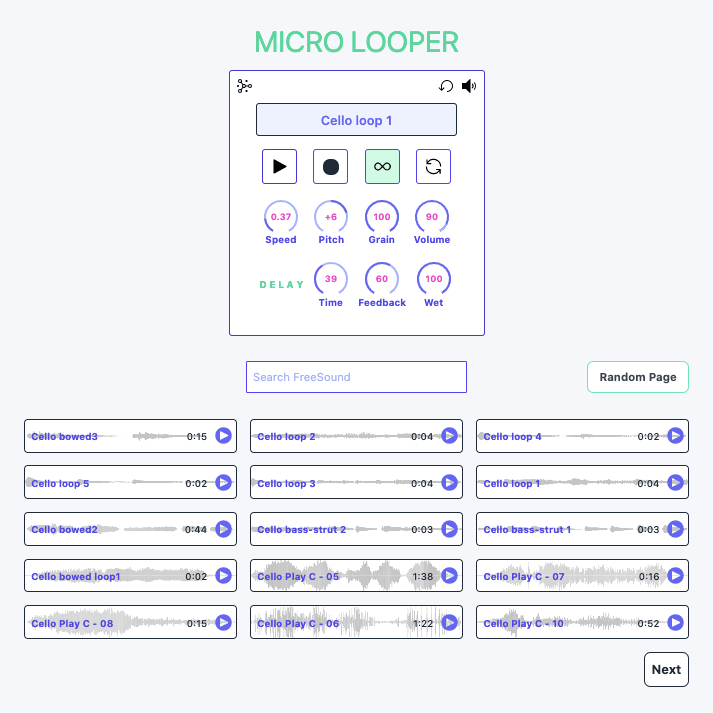 MICRO LOOPER
Cello loop 1
0.37 +6 100 90
Speed Pitch Grain Volume
39 60 100
DELAY
Time Feedback Wet
Search FreeSound
Random Page
Cello bowed3 0:15
Cello loop 2 0:04
Cello loop 4 0:02
Cello loop 5 0:02
Cello loop 3 0:04
Cello loop 1 0:04
Cello bowed2 0:44
Cello bass-strut 2 0:03
Cello bass-strut 1 0:03
Cello bowed loop1 0:02
Cello Play C - 05 1:38
Cello Play C - 07 0:16
Cello Play C - 08 0:15
Cello Play C - 06 1:22
Cello Play C - 10 0:52
Next